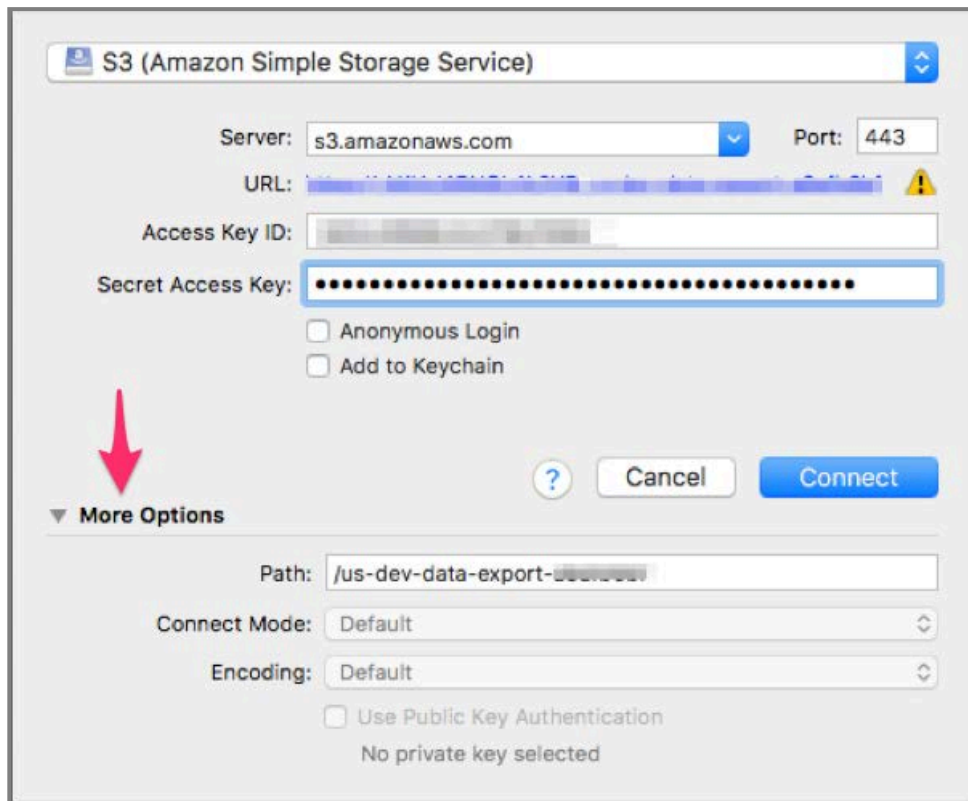 S3 (Amazon Simple Storage Service)
Server: s3.amazonaws.com Port: 443
URL:
Access Key ID:
Secret Access Key: ••••••••••••••••••••••••••••••••••••••••
Anonymous Login
Add to Keychain
? Cancel Connect
More Options
Path: /us-dev-data-export-
Connect Mode: Default
Encoding: Default
Use Public Key Authentication
No private key selected